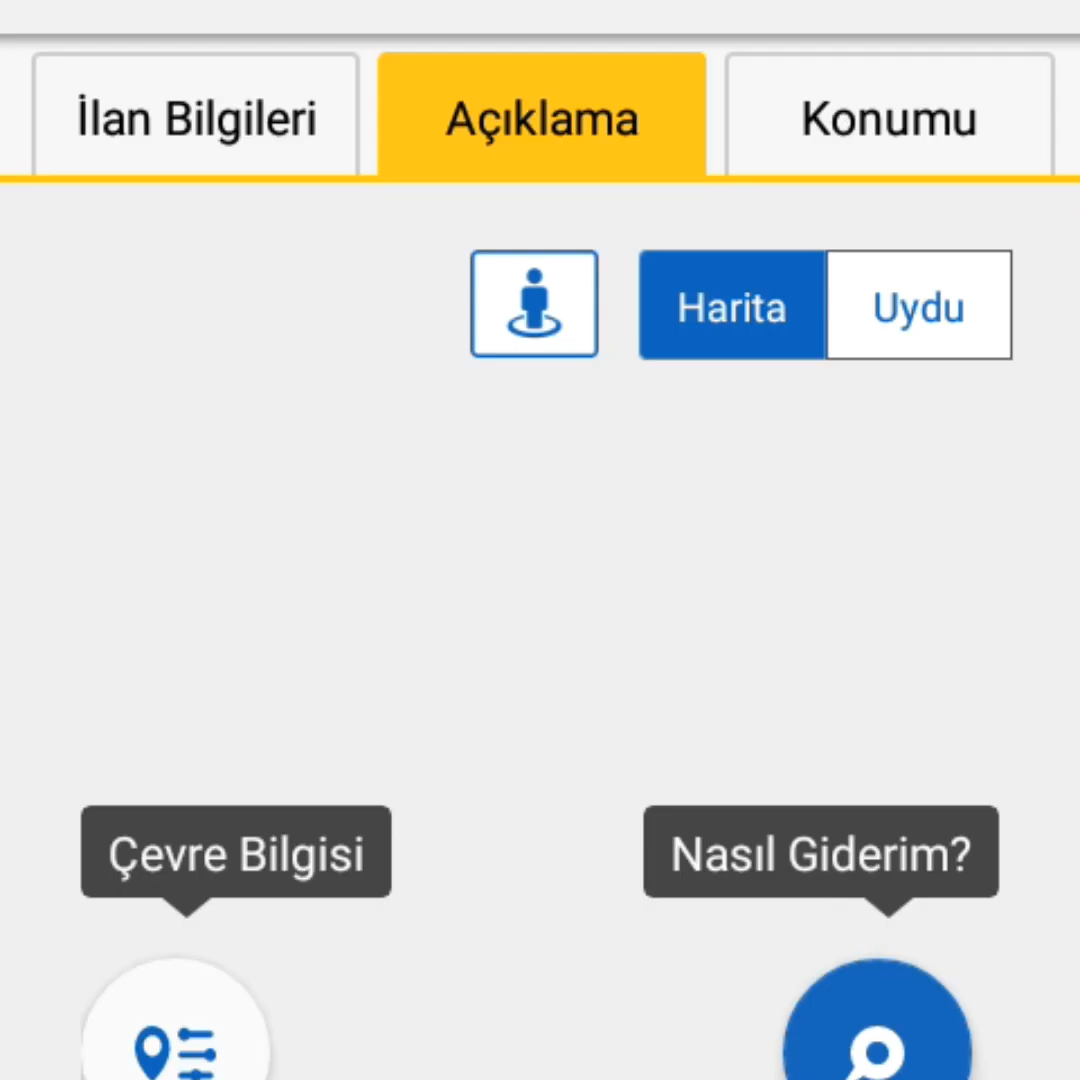 İlan Bilgileri
Açıklama
Konumu
Harita
Uydu
Çevre Bilgisi
Nasıl Giderim?